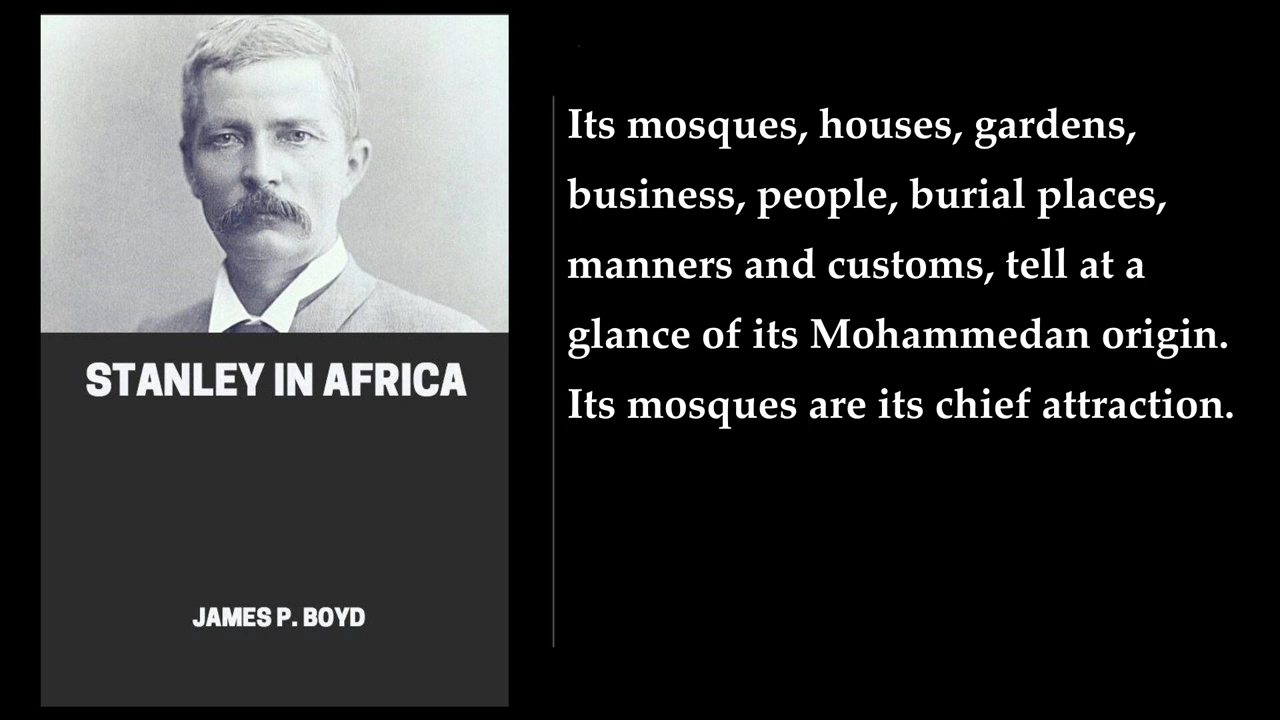 STANLEY IN AFRICA
JAMES P. BOYD
Its mosques, houses, gardens,
business, people, burial places,
manners and customs, tell at a
glance of its Mohammedan origin.
Its mosques are its chief attraction.